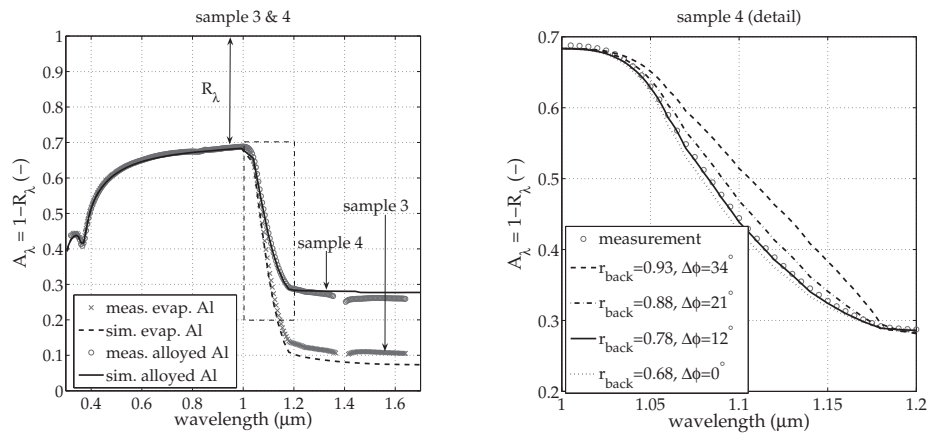 sample 3 & 4
1
0.9
0.8
0.7
0.6
0.5
0.4
0.3
0.2
0.1
0
A_λ = 1−R_λ (−)
R_λ
sample 3
sample 4
× meas. evap. Al
sim. evap. Al
○ meas. alloyed Al
sim. alloyed Al
0.4 0.6 0.8 1 1.2 1.4 1.6
wavelength (μm)
sample 4 (detail)
0.7
0.6
0.5
0.4
0.3
0.2
A_λ = 1−R_λ (−)
○ measurement
r_back=0.93, Δϕ=34°
r_back=0.88, Δϕ=21°
r_back=0.78, Δϕ=12°
r_back=0.68, Δϕ=0°
1 1.05 1.1 1.15 1.2
wavelength (μm)